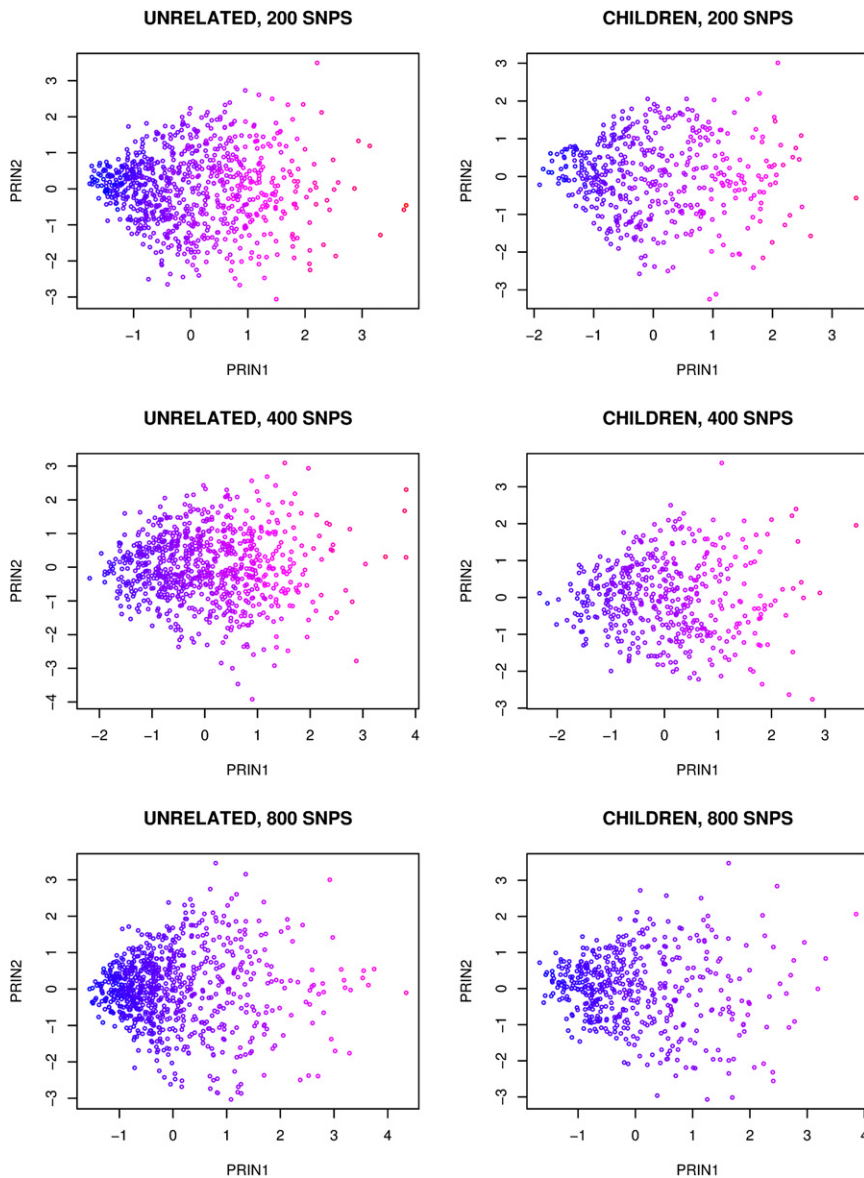 UNRELATED, 200 SNPS
CHILDREN, 200 SNPS
PRIN2
3
2
1
0
−1
−2
−3
−1 0 1 2 3
PRIN1
PRIN2
3
2
1
0
−1
−2
−3
−2 −1 0 1 2 3
PRIN1
UNRELATED, 400 SNPS
CHILDREN, 400 SNPS
PRIN2
3
2
1
0
−1
−2
−3
−4
−2 −1 0 1 2 3 4
PRIN1
PRIN2
3
2
1
0
−1
−2
−3
−2 −1 0 1 2 3
PRIN1
UNRELATED, 800 SNPS
CHILDREN, 800 SNPS
PRIN2
3
2
1
0
−1
−2
−3
−1 0 1 2 3 4
PRIN1
PRIN2
3
2
1
0
−1
−2
−3
−1 0 1 2 3 4
PRIN1